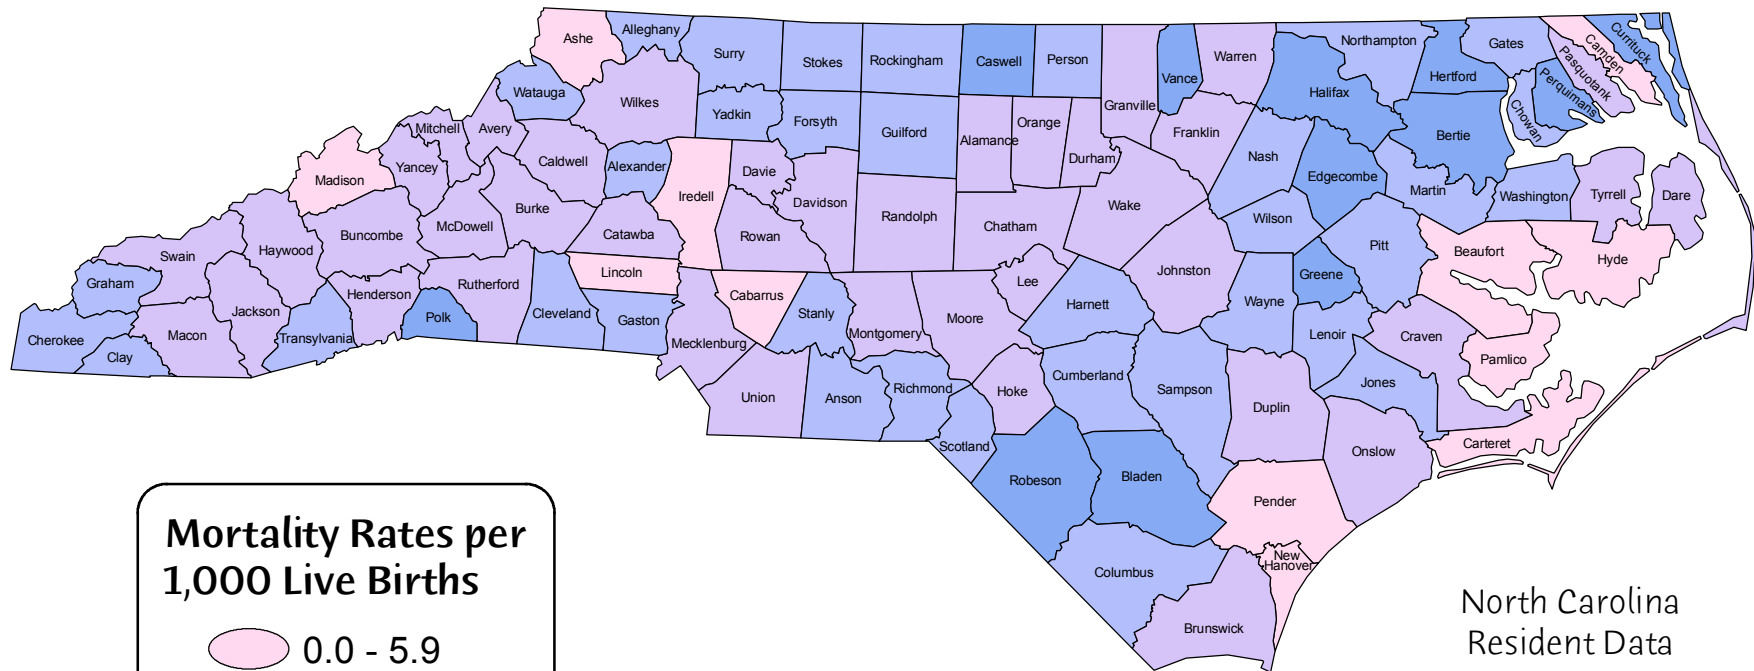 Ashe
Alleghany
Surry
Stokes
Rockingham
Caswell
Person
Granville
Vance
Warren
Northampton
Halifax
Hertford
Gates
Camden
Currituck
Pasquotank
Perquimans
Chowan
Bertie
Watauga
Wilkes
Yadkin
Forsyth
Guilford
Alamance
Orange
Durham
Franklin
Nash
Edgecombe
Martin
Washington
Tyrrell
Dare
Mitchell
Avery
Caldwell
Alexander
Iredell
Davie
Davidson
Randolph
Chatham
Wake
Wilson
Pitt
Beaufort
Hyde
Madison
Yancey
McDowell
Burke
Catawba
Rowan
Johnston
Greene
Swain
Haywood
Buncombe
Lincoln
Lee
Harnett
Wayne
Lenoir
Craven
Pamlico
Graham
Jackson
Henderson
Rutherford
Polk
Cleveland
Gaston
Mecklenburg
Cabarrus
Stanly
Montgomery
Moore
Cherokee
Clay
Macon
Transylvania
Union
Anson
Richmond
Scotland
Hoke
Cumberland
Sampson
Duplin
Jones
Onslow
Carteret
Robeson
Bladen
Pender
New
Hanover
Columbus
Brunswick
Mortality Rates per
1,000 Live Births
0.0 - 5.9
North Carolina
Resident Data